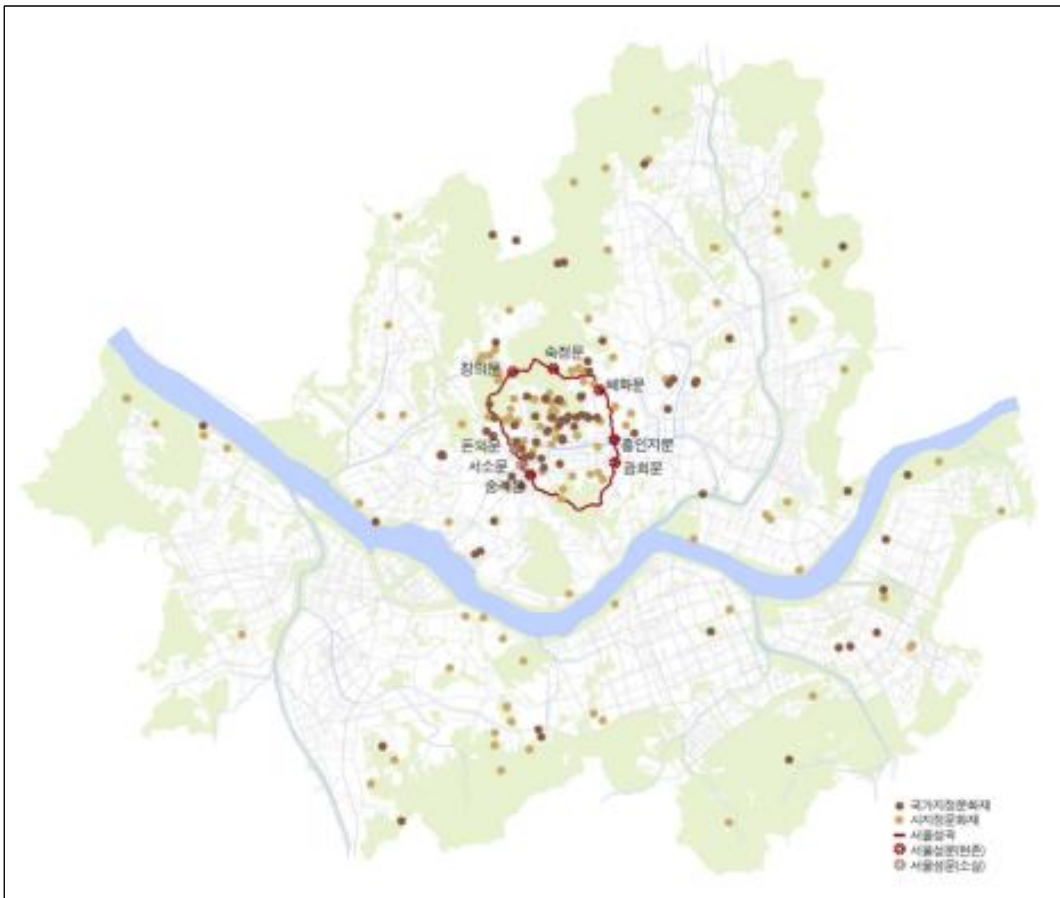 숙정문
창의문
혜화문
돈의문
흥인지문
서소문
광희문
숭례문
국가지정문화재
시지정문화재
서울성곽
서울성문(현존)
서울성문(소실)